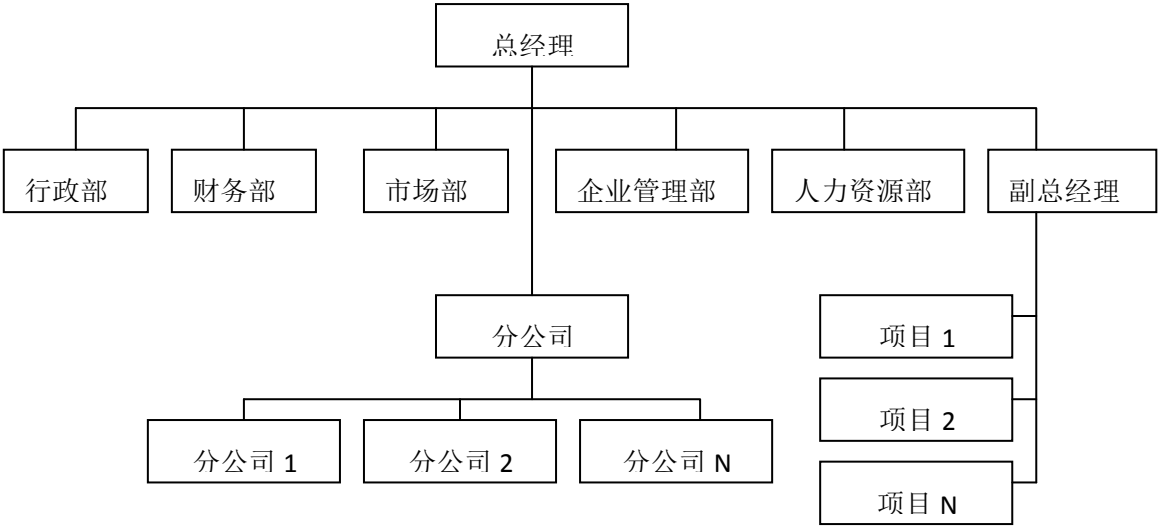 总经理
行政部
财务部
市场部
企业管理部
人力资源部
副总经理
分公司
项目 1
项目 2
项目 N
分公司 1
分公司 2
分公司 N